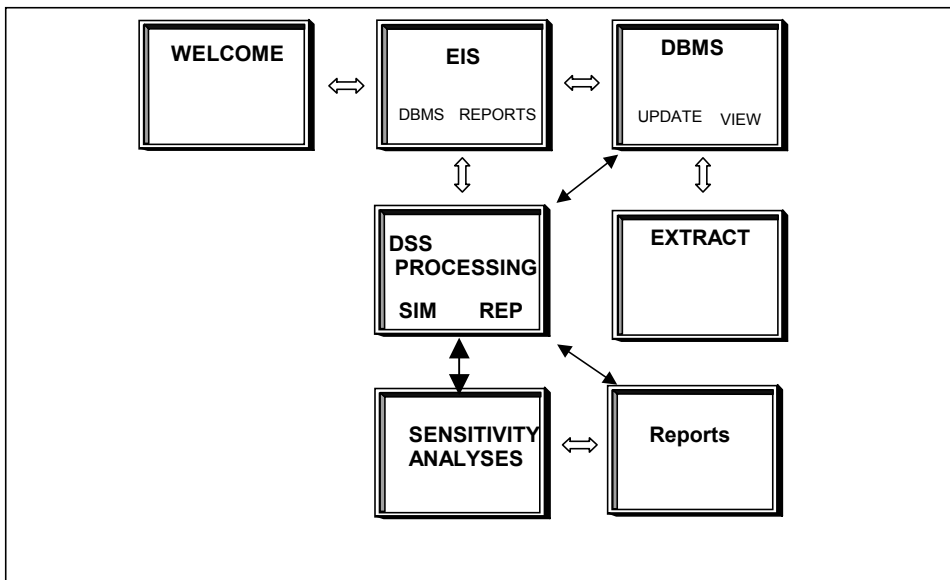 WELCOME
EIS
DBMS REPORTS
DBMS
UPDATE VIEW
DSS
PROCESSING
SIM REP
EXTRACT
SENSITIVITY
ANALYSES
Reports